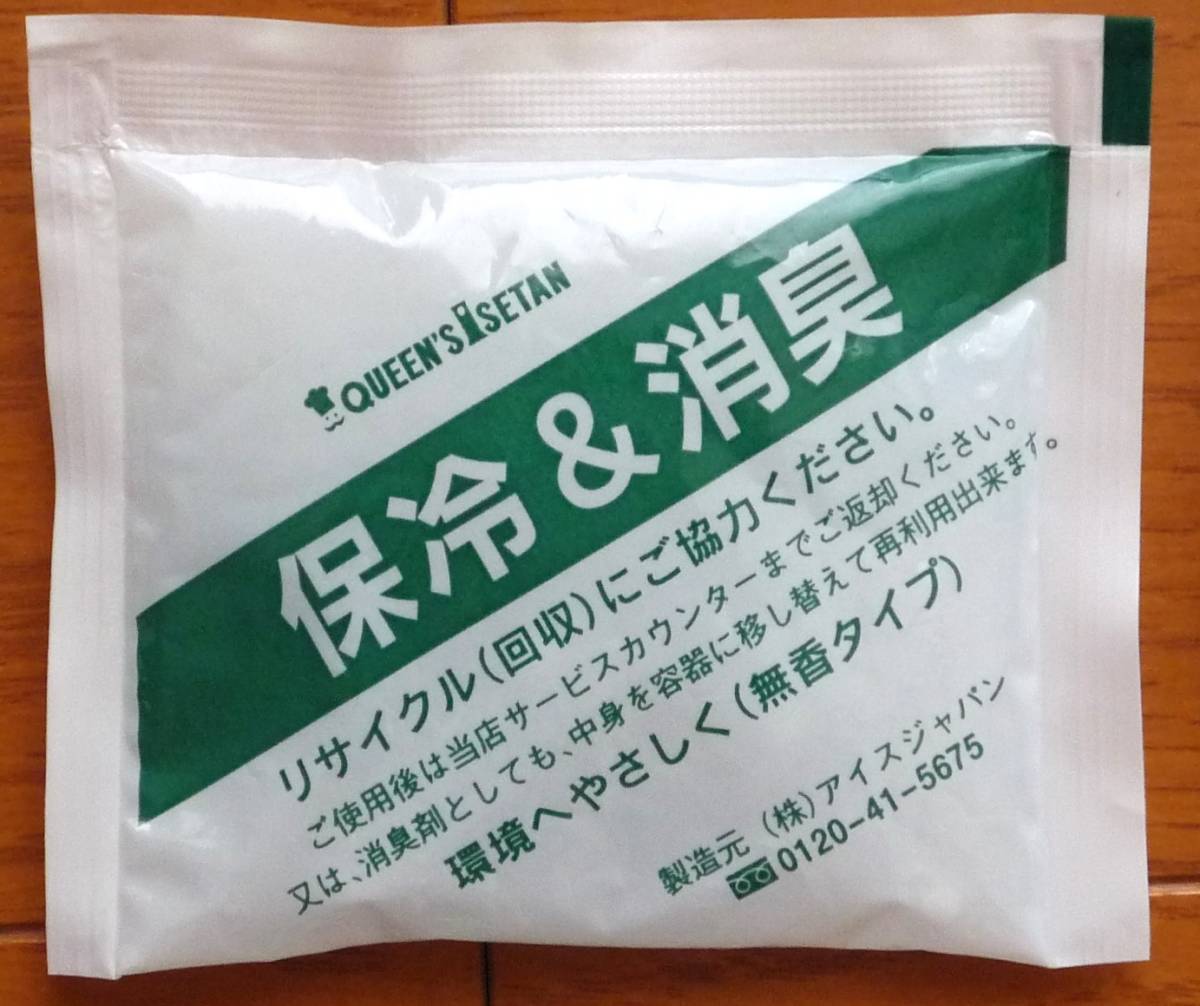 QUEEN'S ISETAN
保冷&消臭
リサイクル(回収)にご協力ください。
ご使用後は当店サービスカウンターまでご返却ください。
又は、消臭剤としても、中身を容器に移し替えて再利用出来ます。
環境へやさしく(無香タイプ)
製造元 (株)アイスジャパン
0120-41-5675